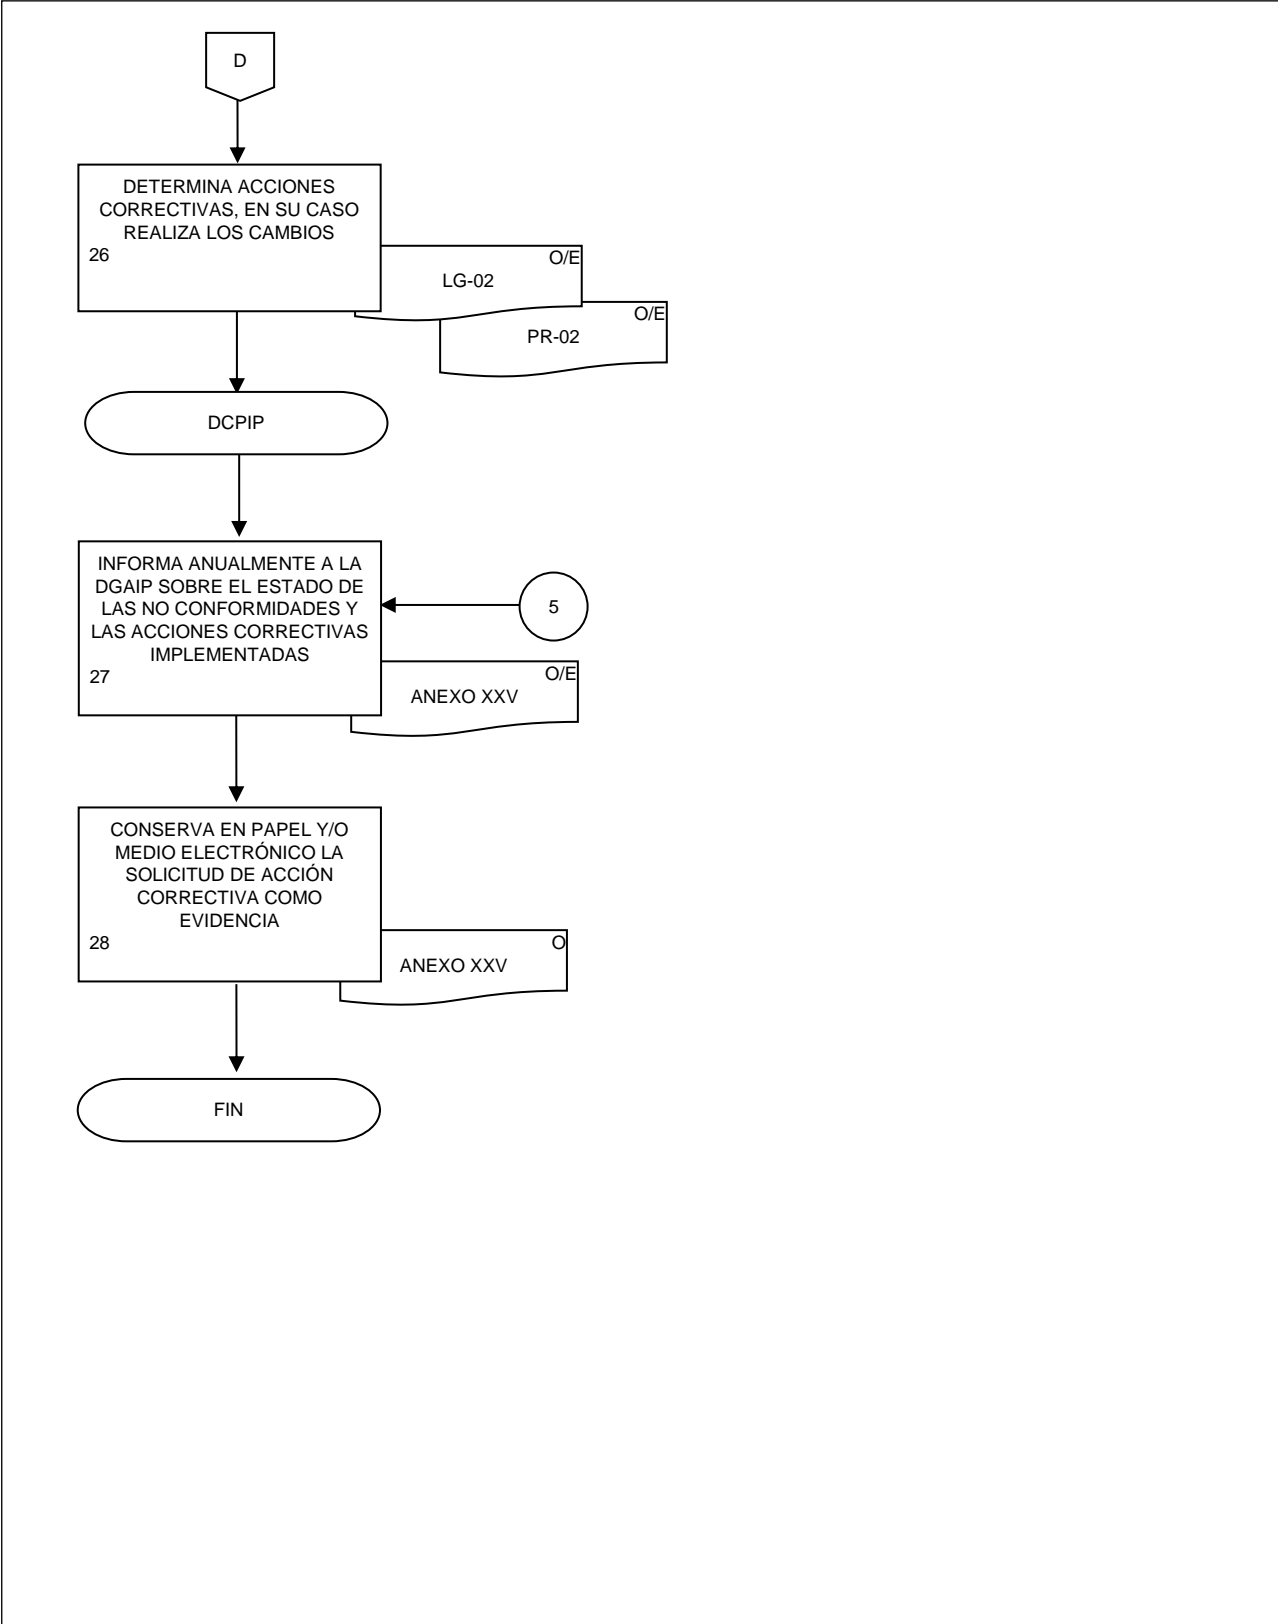 D
DETERMINA ACCIONES
CORRECTIVAS, EN SU CASO
REALIZA LOS CAMBIOS
26
O/E
LG-02
O/E
PR-02
DCPIP
INFORMA ANUALMENTE A LA
DGAIP SOBRE EL ESTADO DE
LAS NO CONFORMIDADES Y
LAS ACCIONES CORRECTIVAS
IMPLEMENTADAS
27
5
O/E
ANEXO XXV
CONSERVA EN PAPEL Y/O
MEDIO ELECTRÓNICO LA
SOLICITUD DE ACCIÓN
CORRECTIVA COMO
EVIDENCIA
28
O
ANEXO XXV
FIN